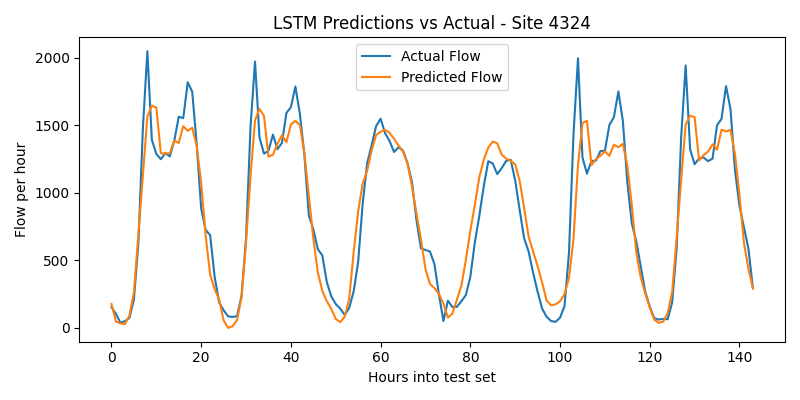 LSTM Predictions vs Actual - Site 4324
Actual Flow
Predicted Flow
Flow per hour
2000
1500
1000
500
0
0 20 40 60 80 100 120 140
Hours into test set